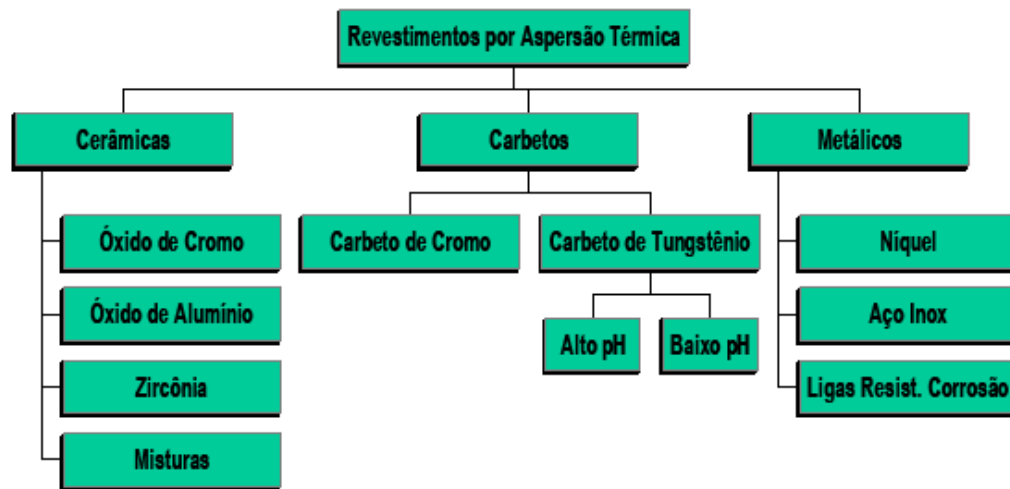 Revestimentos por Aspersão Térmica
Cerâmicas
Carbetos
Metálicos
Óxido de Cromo
Carbeto de Cromo
Carbeto de Tungstênio
Níquel
Óxido de Alumínio
Alto pH
Baixo pH
Aço Inox
Zircônia
Ligas Resist. Corrosão
Misturas